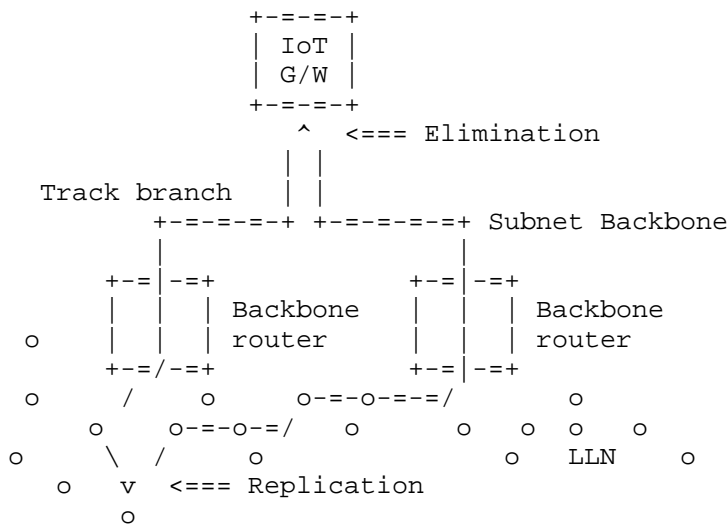 +-=-=-+
| IoT |
| G/W |
+-=-=-+
^ <=== Elimination
| |
Track branch | |
+-=-=-=-+ +-=-=-=-=+ Subnet Backbone
| |
+-=|-=+ +-=|-=+
| | | Backbone | | | Backbone
o | | | router | | | router
+-=/-=+ +-=|-=+
o / o o-=-o-=-=/ o
o o-=-o-=/ o o o o o
o \ / o o LLN o
o v <=== Replication
o